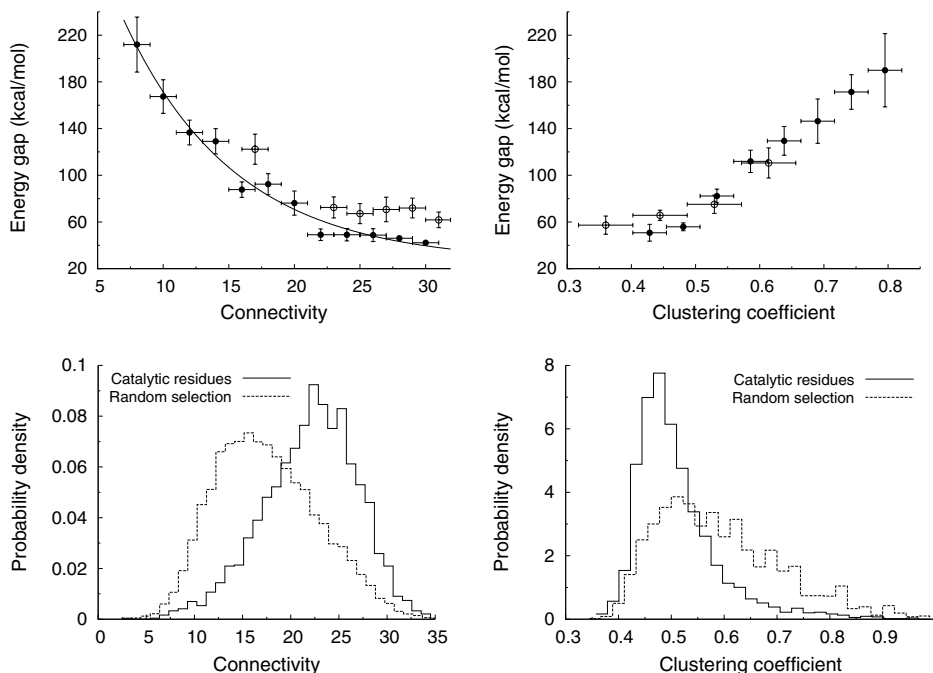 220
180
140
100
60
20
Energy gap (kcal/mol)
5 10 15 20 25 30
Connectivity
220
180
140
100
60
20
Energy gap (kcal/mol)
0.3 0.4 0.5 0.6 0.7 0.8
Clustering coefficient
0.1
0.08
0.06
0.04
0.02
0
Probability density
Catalytic residues
Random selection
0 5 10 15 20 25 30 35
Connectivity
8
6
4
2
0
Probability density
Catalytic residues
Random selection
0.3 0.4 0.5 0.6 0.7 0.8 0.9
Clustering coefficient